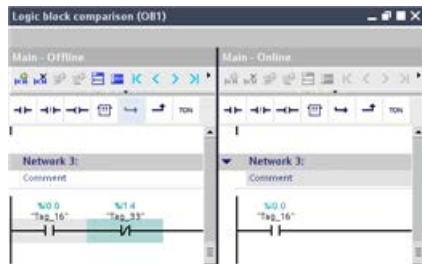 Logic block comparison (OB1)
Main - Offline
Main - Online
TON
TON
Network 3:
Network 3:
Comment
Comment
%I0.0
%I1.4
%I0.0
"Tag_16"
"Tag_33"
"Tag_16"